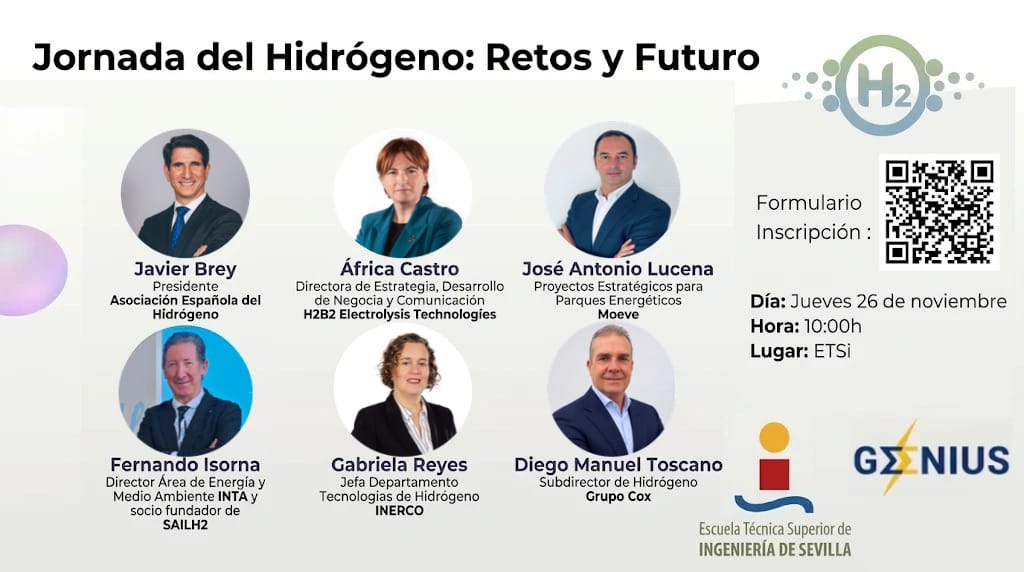 Jornada del Hidrógeno: Retos y Futuro
H2
Javier Brey
Presidente
Asociación Española del
Hidrógeno
África Castro
Directora de Estrategia, Desarrollo
de Negocia y Comunicación
H2B2 Electrolysis Technologíes
José Antonio Lucena
Proyectos Estratégicos para
Parques Energéticos
Moeve
Fernando Isorna
Director Área de Energía y
Medio Ambiente INTA y
socio fundador de
SAILH2
Gabriela Reyes
Jefa Departamento
Tecnologias de Hidrógeno
INERCO
Diego Manuel Toscano
Subdirector de Hidrógeno
Grupo Cox
Formulario
Inscripción :
Día: Jueves 26 de noviembre
Hora: 10:00h
Lugar: ETSi
Escuela Técnica Superior de
INGENIERÍA DE SEVILLA
GEENIUS